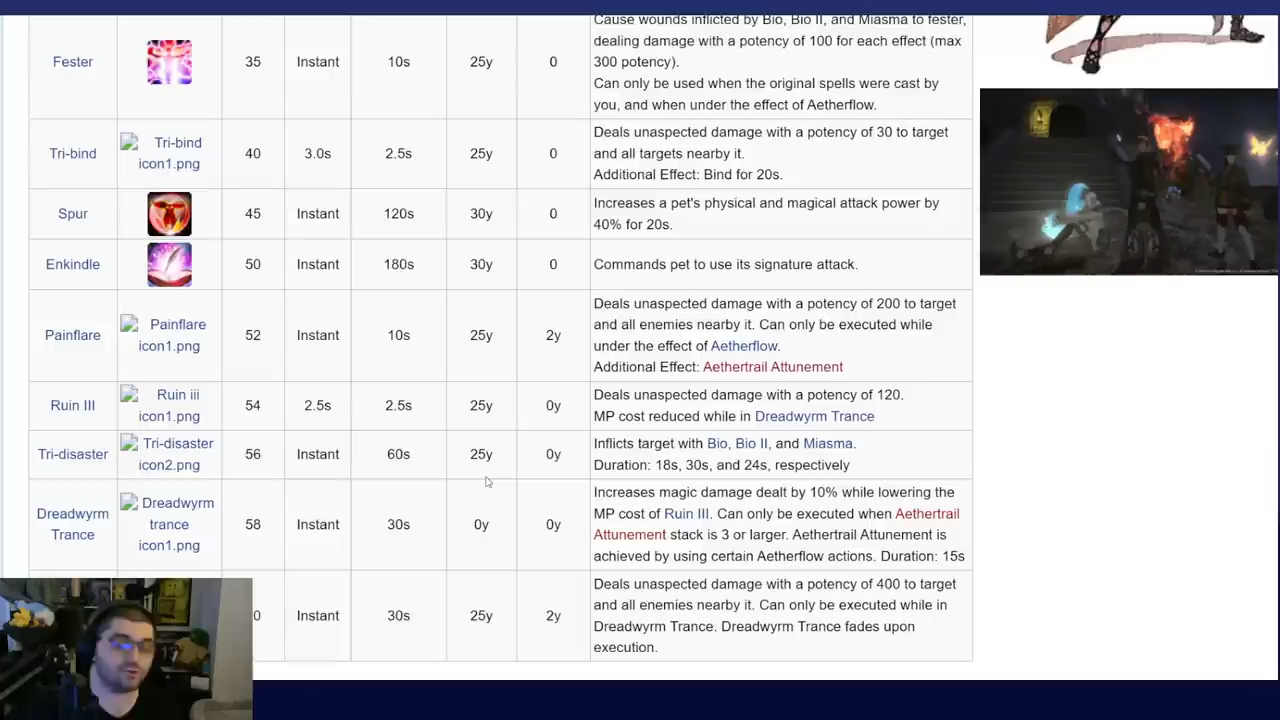 Cause wounds inflicted by Bio, Bio II, and Miasma to fester,
dealing damage with a potency of 100 for each effect (max
300 potency).
Can only be used when the original spells were cast by
you, and when under the effect of Aetherflow.
Fester
35
Instant
10s
25y
0
Tri-bind
Tri-bind
icon1.png
40
3.0s
2.5s
25y
0
Deals unaspected damage with a potency of 30 to target
and all targets nearby it.
Additional Effect: Bind for 20s.
Spur
45
Instant
120s
30y
0
Increases a pet's physical and magical attack power by
40% for 20s.
Enkindle
50
Instant
180s
30y
0
Commands pet to use its signature attack.
Painflare
Painflare
icon1.png
52
Instant
10s
25y
2y
Deals unaspected damage with a potency of 200 to target
and all enemies nearby it. Can only be executed while
under the effect of Aetherflow.
Additional Effect: Aethertrail Attunement
Ruin III
Ruin iii
icon1.png
54
2.5s
2.5s
25y
0y
Deals unaspected damage with a potency of 120.
MP cost reduced while in Dreadwyrm Trance
Tri-disaster
Tri-disaster
icon2.png
56
Instant
60s
25y
0y
Inflicts target with Bio, Bio II, and Miasma.
Duration: 18s, 30s, and 24s, respectively
Dreadwyrm
Trance
Dreadwyrm
trance
icon1.png
58
Instant
30s
0y
0y
Increases magic damage dealt by 10% while lowering the
MP cost of Ruin III. Can only be executed when Aethertrail
Attunement stack is 3 or larger. Aethertrail Attunement is
achieved by using certain Aetherflow actions. Duration: 15s
0
Instant
30s
25y
2y
Deals unaspected damage with a potency of 400 to target
and all enemies nearby it. Can only be executed while in
Dreadwyrm Trance. Dreadwyrm Trance fades upon
execution.